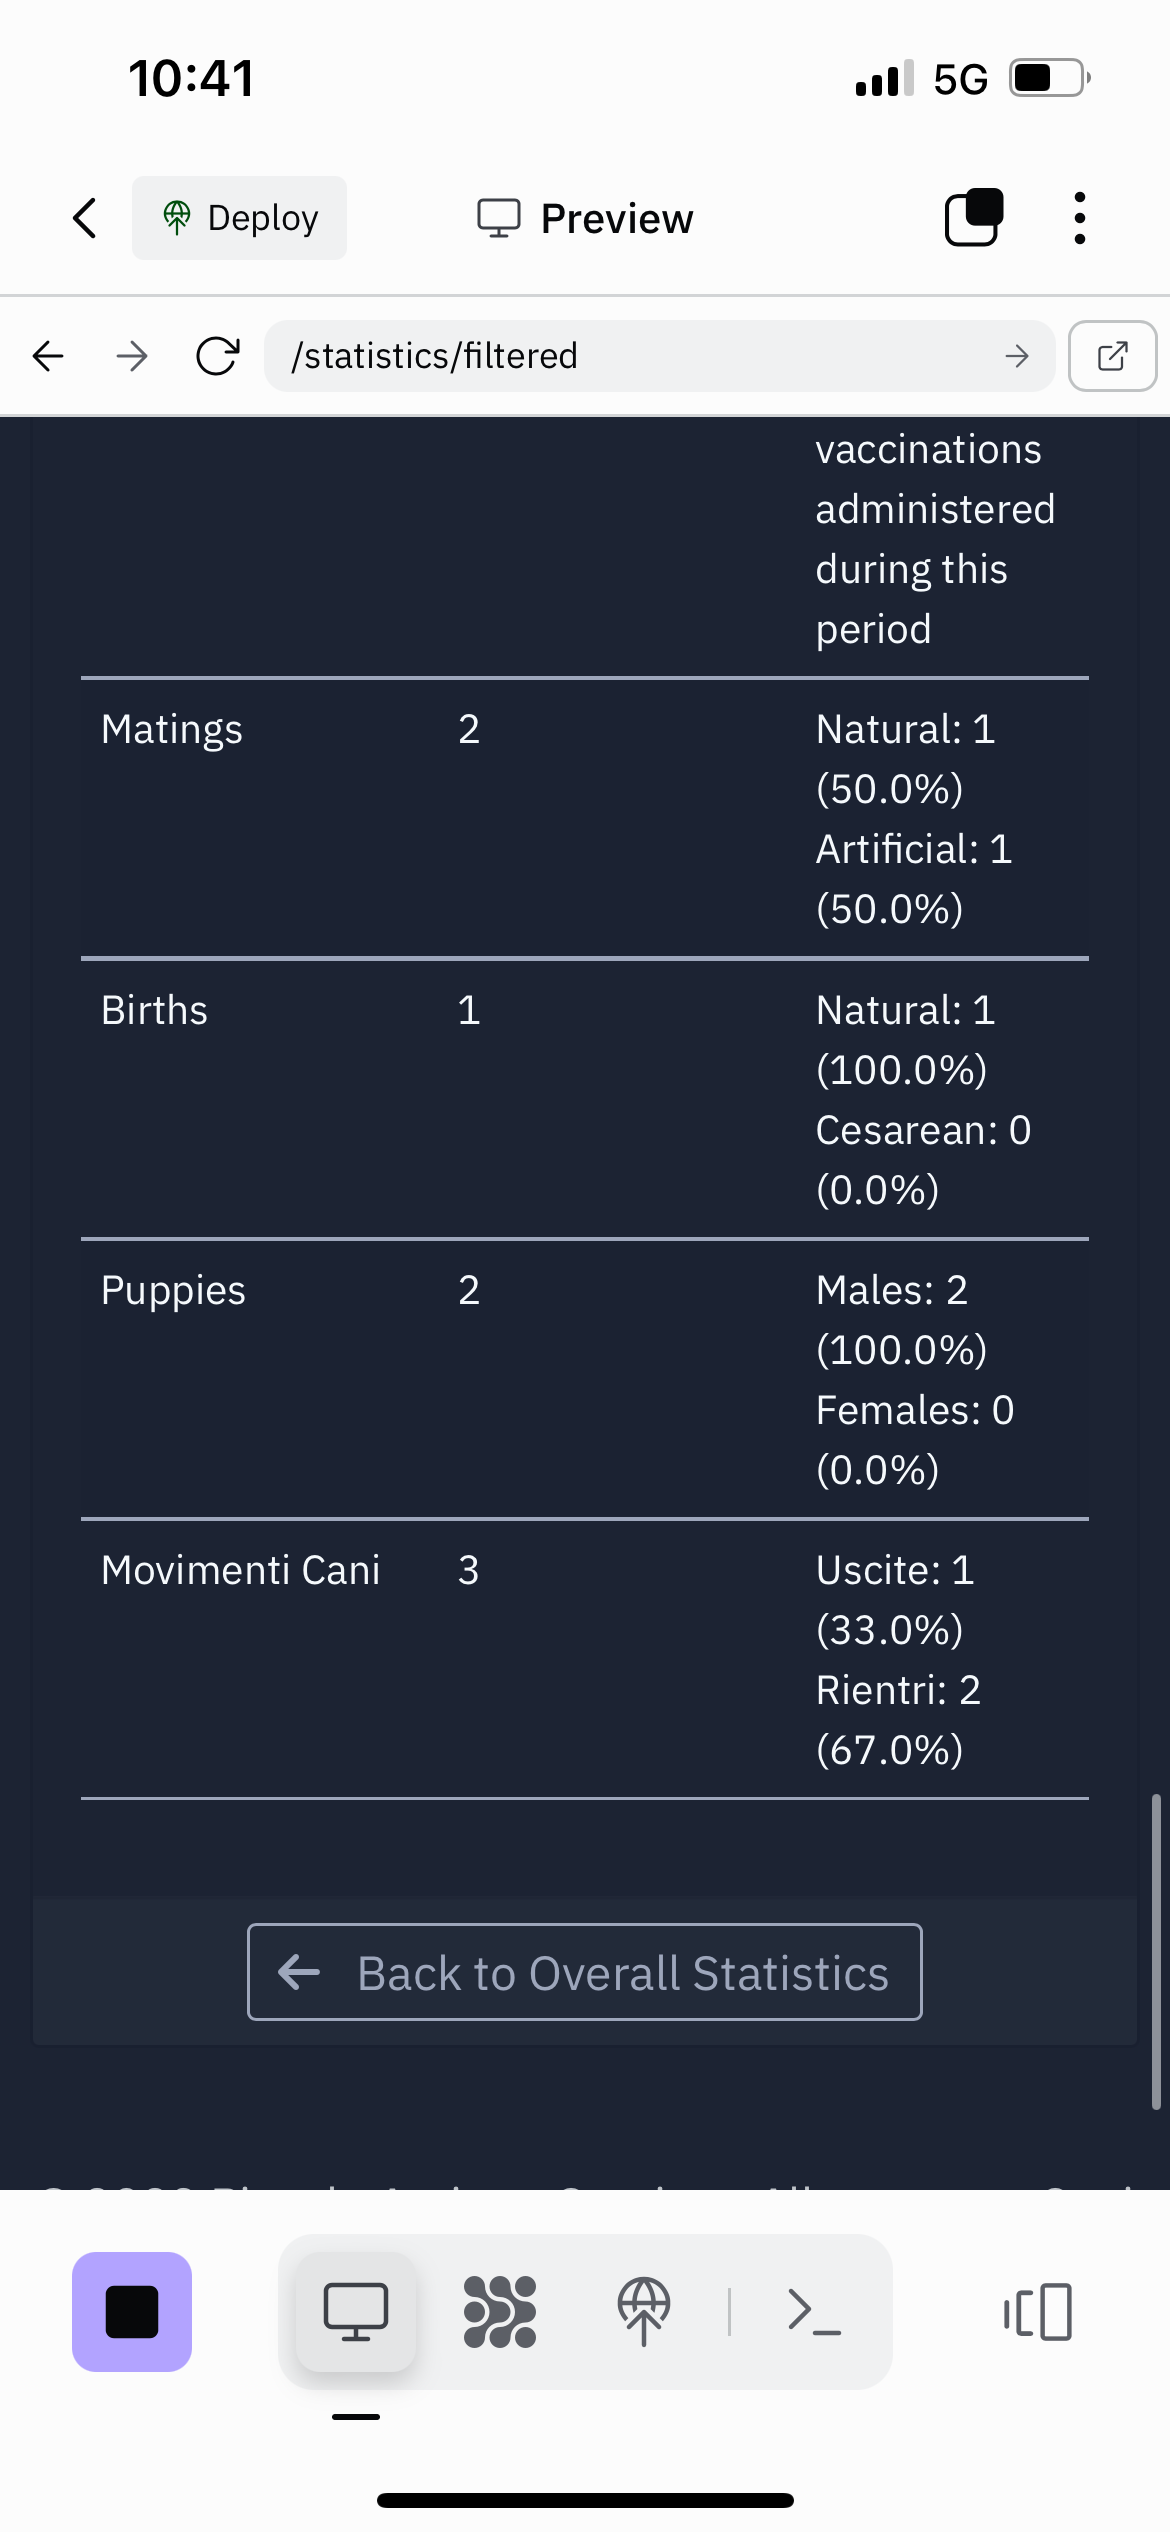 10:41
5G
Deploy
Preview
/statistics/filtered
vaccinations
administered
during this
period
Matings 2 Natural: 1
(50.0%)
Artificial: 1
(50.0%)
Births 1 Natural: 1
(100.0%)
Cesarean: 0
(0.0%)
Puppies 2 Males: 2
(100.0%)
Females: 0
(0.0%)
Movimenti Cani 3 Uscite: 1
(33.0%)
Rientri: 2
(67.0%)
Back to Overall Statistics